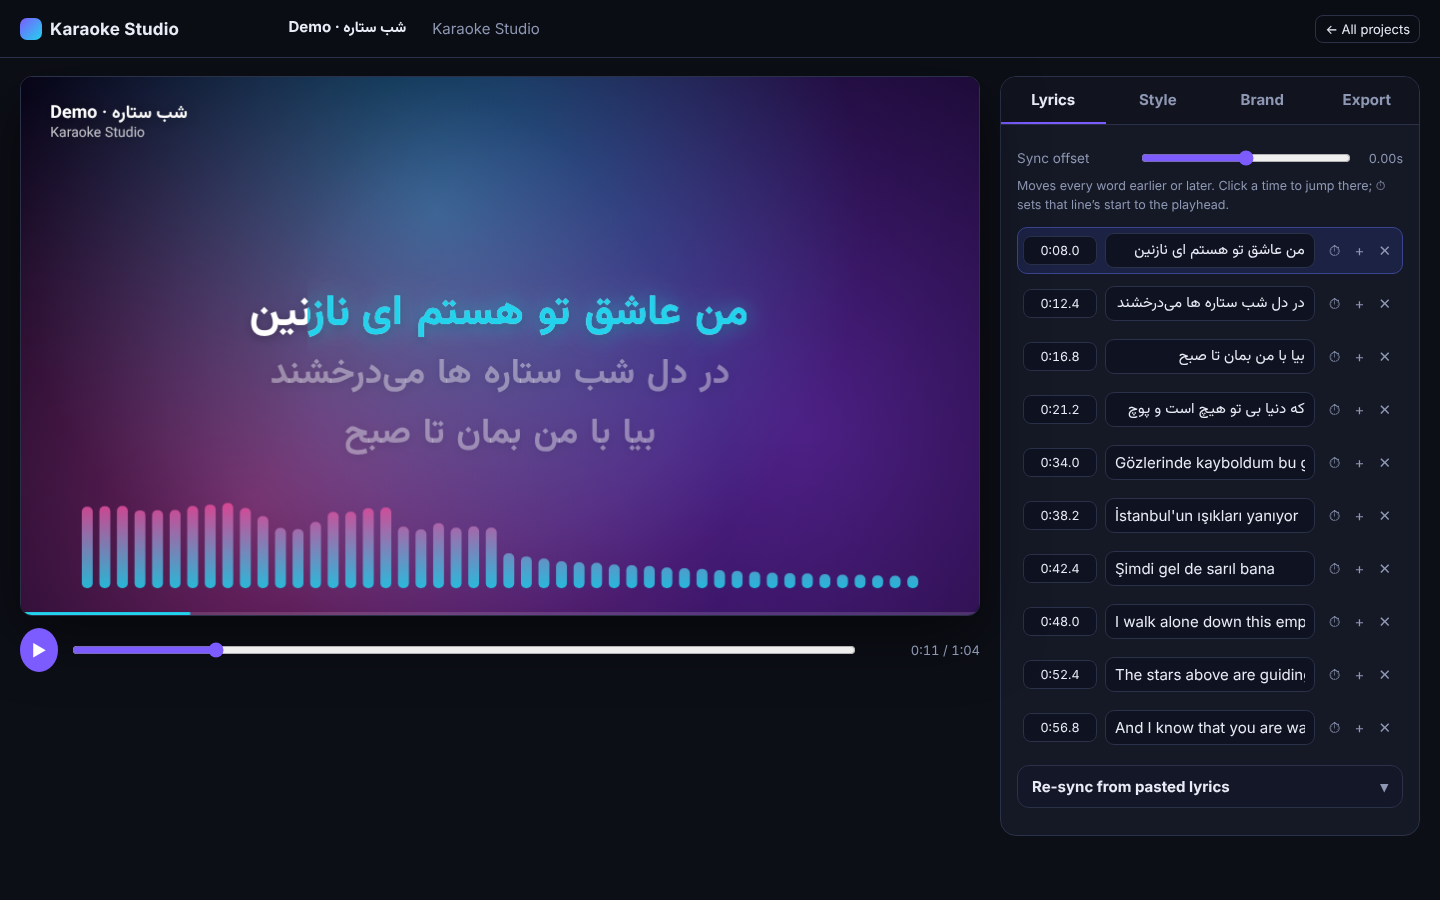 Karaoke Studio
Demo · شب ستاره
Karaoke Studio
← All projects
Demo · شب ستاره
Karaoke Studio
من عاشق تو هستم ای نازنین
در دل شب ستاره ها می‌درخشند
بیا با من بمان تا صبح
0:11 / 1:04
Lyrics Style Brand Export
Sync offset 0.00s
Moves every word earlier or later. Click a time to jump there; ⏱
sets that line’s start to the playhead.
0:08.0 من عاشق تو هستم ای نازنین ⏱ + ✕
0:12.4 در دل شب ستاره ها می‌درخشند ⏱ + ✕
0:16.8 بیا با من بمان تا صبح ⏱ + ✕
0:21.2 که دنیا بی تو هیچ است و پوچ ⏱ + ✕
0:34.0 Gözlerinde kayboldum bu g ⏱ + ✕
0:38.2 İstanbul'un ışıkları yanıyor ⏱ + ✕
0:42.4 Şimdi gel de sarıl bana ⏱ + ✕
0:48.0 I walk alone down this emp ⏱ + ✕
0:52.4 The stars above are guiding ⏱ + ✕
0:56.8 And I know that you are wa ⏱ + ✕
Re-sync from pasted lyrics ▼